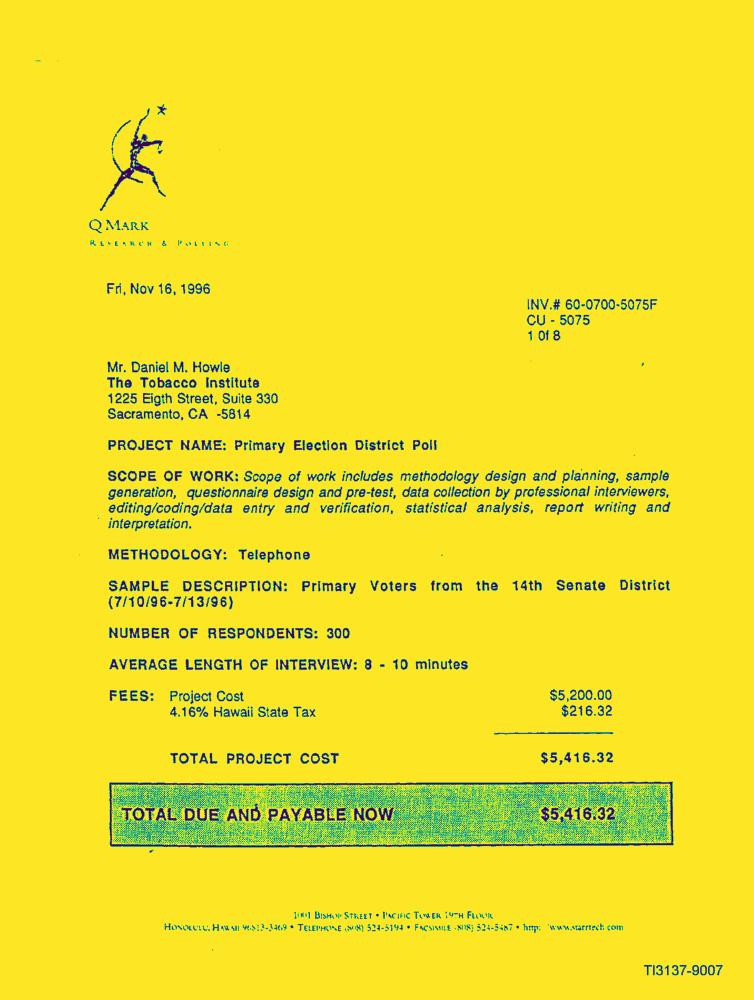 Q MARK
RESEARCH & POLLING
Fri, Nov 16, 1996
INV.# 60-0700-5075F
CU - 5075
1 Of 8
Mr. Daniel M. Howle
The Tobacco Institute
1225 Eigth Street, Suite 330
Sacramento, CA -5814
PROJECT NAME: Primary Election District Poll
SCOPE OF WORK: Scope of work includes methodology design and planning, sample
generation, questionnaire design and pre-test, data collection by professional interviewers,
editing/coding/data entry and verification, statistical analysis, report writing and
interpretation.
METHODOLOGY: Telephone
SAMPLE DESCRIPTION: Primary Voters from the 14th Senate District
(7/10/96-7/13/96)
NUMBER OF RESPONDENTS: 300
AVERAGE LENGTH OF INTERVIEW: 8 - 10 minutes
FEES: Project Cost $5,200.00
4.16% Hawaii State Tax $216.32
TOTAL PROJECT COST $5,416.32
TOTAL DUE AND PAYABLE NOW $5,416.32
1001 BISHOP STREET • PACIFIC TOWER 19TH FLOOR
HONOLULU, HAWAII 96813-3469 • TELEPHONE (808) 524-5194 • FACSIMILE (808) 524-5487 • http: www.starrtech.com
TI3137-9007